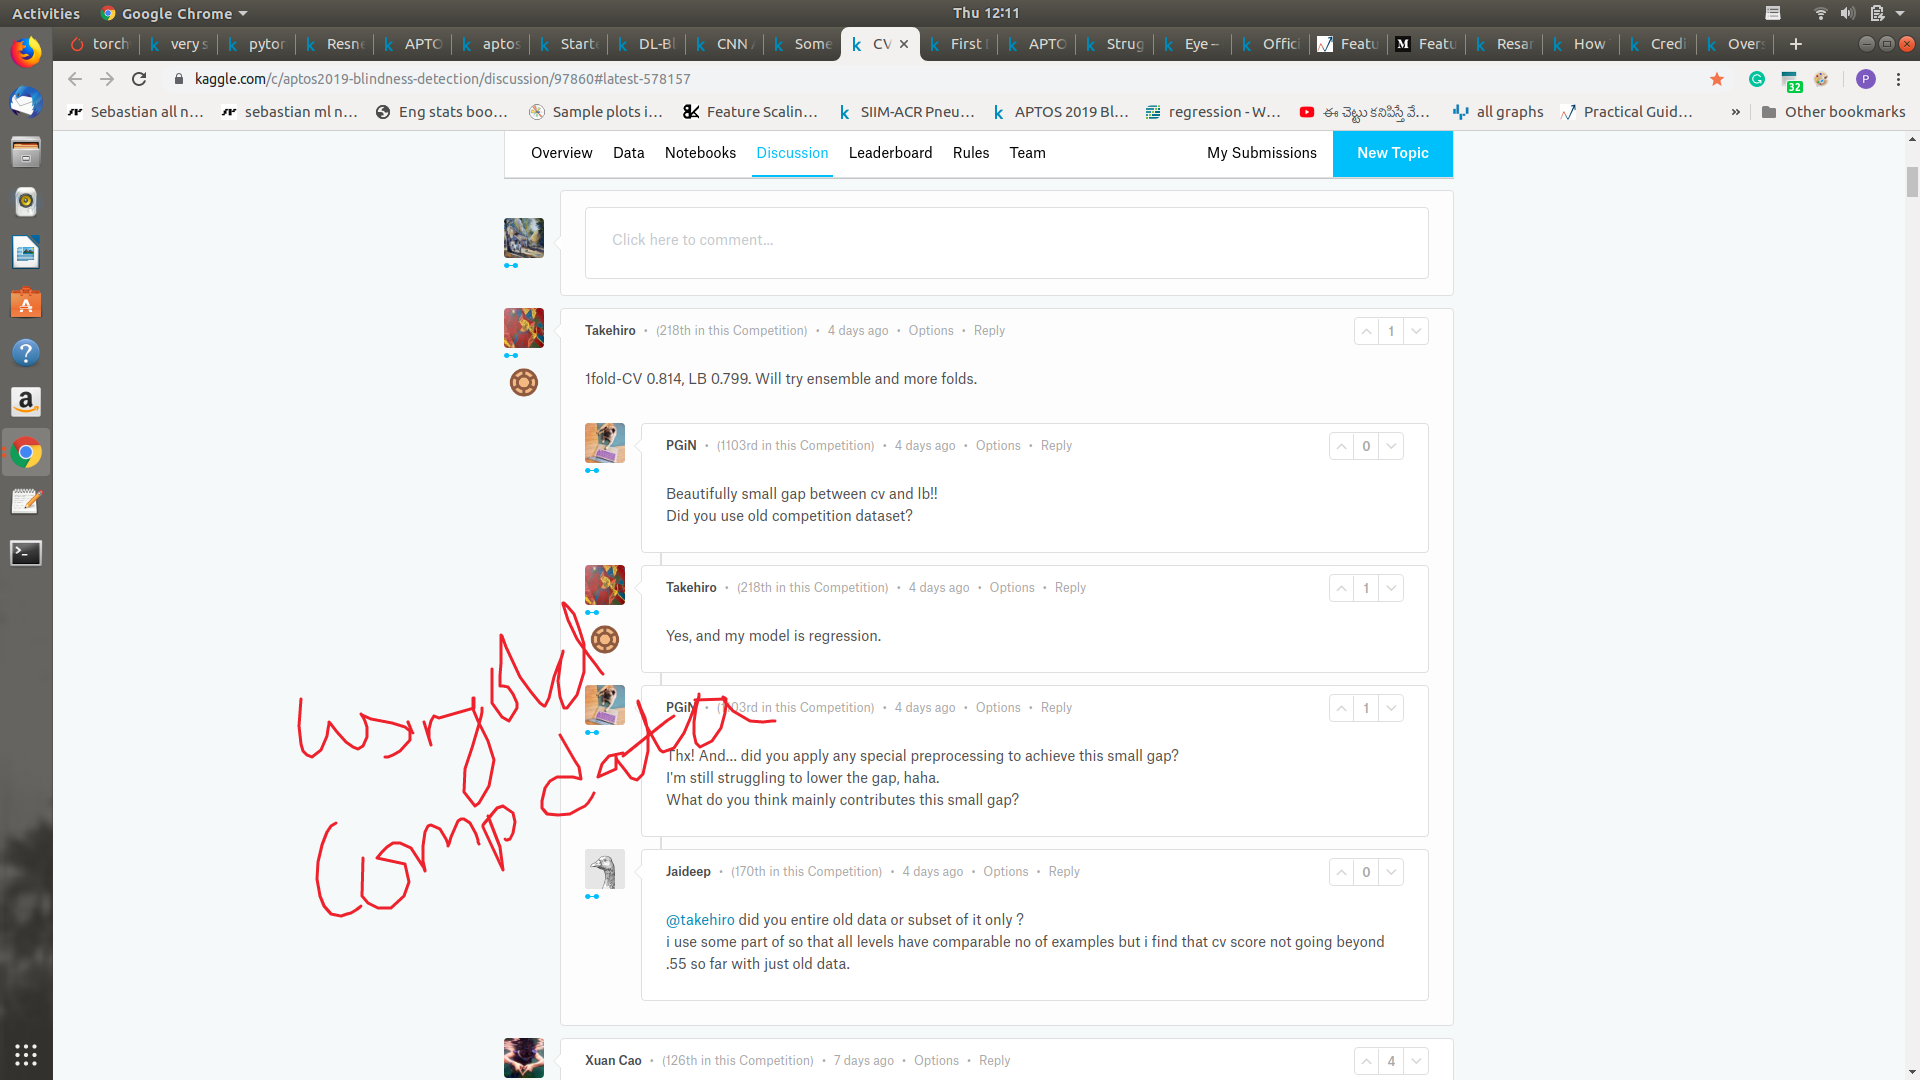 Activities Google Chrome Thu 12:11
torch very s pytor Resne APTO aptos Starte DL-Bl CNN A Some CV First APTO Strug Eye – Offici Featu Featu Resar How Credi Overs
kaggle.com/c/aptos2019-blindness-detection/discussion/97860#latest-578157 32 P
Sebastian all n... sebastian ml n... Eng stats boo... Sample plots i... Feature Scalin... SIIM-ACR Pneu... APTOS 2019 Bl... regression - W... ఈ చెట్టు కనిపిస్తే వే... all graphs Practical Guid... » Other bookmarks
Overview Data Notebooks Discussion Leaderboard Rules Team My Submissions New Topic
Click here to comment...
Takehiro • (218th in this Competition) • 4 days ago • Options • Reply 1
1fold-CV 0.814, LB 0.799. Will try ensemble and more folds.
PGiN • (1103rd in this Competition) • 4 days ago • Options • Reply 0
Beautifully small gap between cv and lb!!
Did you use old competition dataset?
Takehiro • (218th in this Competition) • 4 days ago • Options • Reply 1
Yes, and my model is regression.
PGiN • (1103rd in this Competition) • 4 days ago • Options • Reply 1
Thx! And... did you apply any special preprocessing to achieve this small gap?
I'm still struggling to lower the gap, haha.
What do you think mainly contributes this small gap?
Jaideep • (170th in this Competition) • 4 days ago • Options • Reply 0
@takehiro did you entire old data or subset of it only ?
i use some part of so that all levels have comparable no of examples but i find that cv score not going beyond
.55 so far with just old data.
Xuan Cao • (126th in this Competition) • 7 days ago • Options • Reply 4
old
comp data